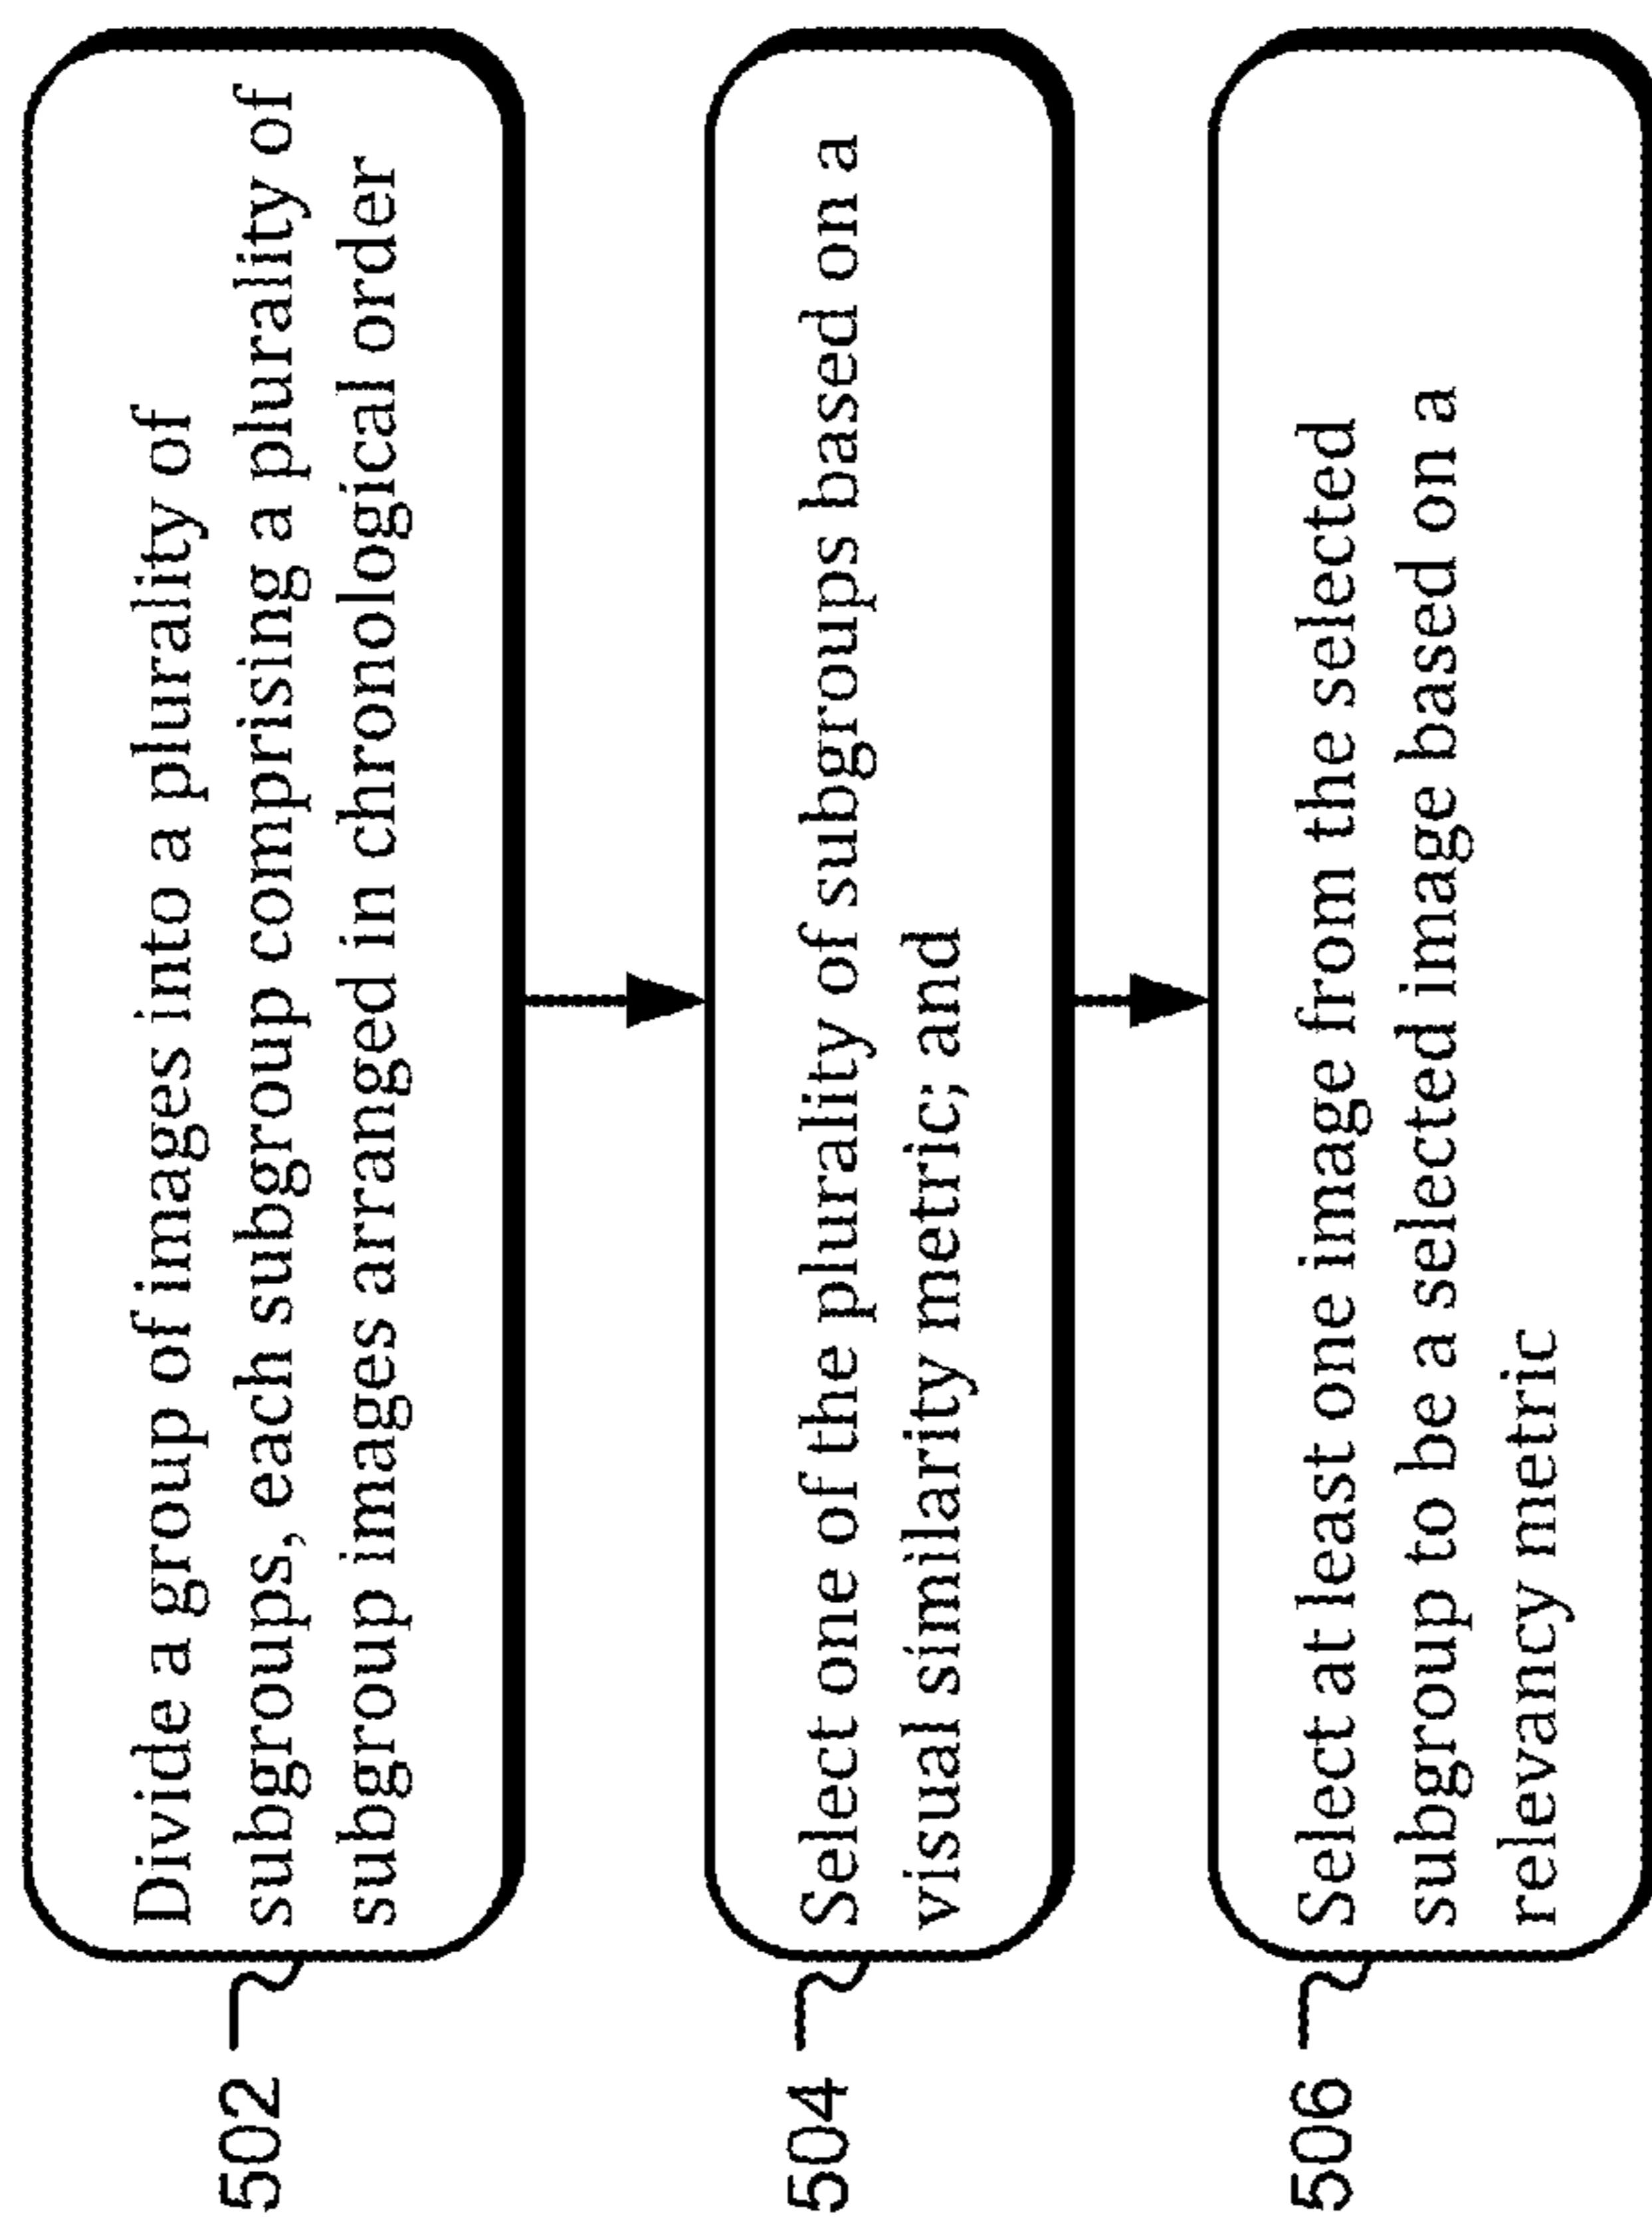 502
Divide a group of images into a plurality of
subgroups, each subgroup comprising a plurality of
subgroup images arranged in chronological order
504
Select one of the plurality of subgroups based on a
visual similarity metric; and
506
Select at least one image from the selected
subgroup to be a selected image based on a
relevancy metric